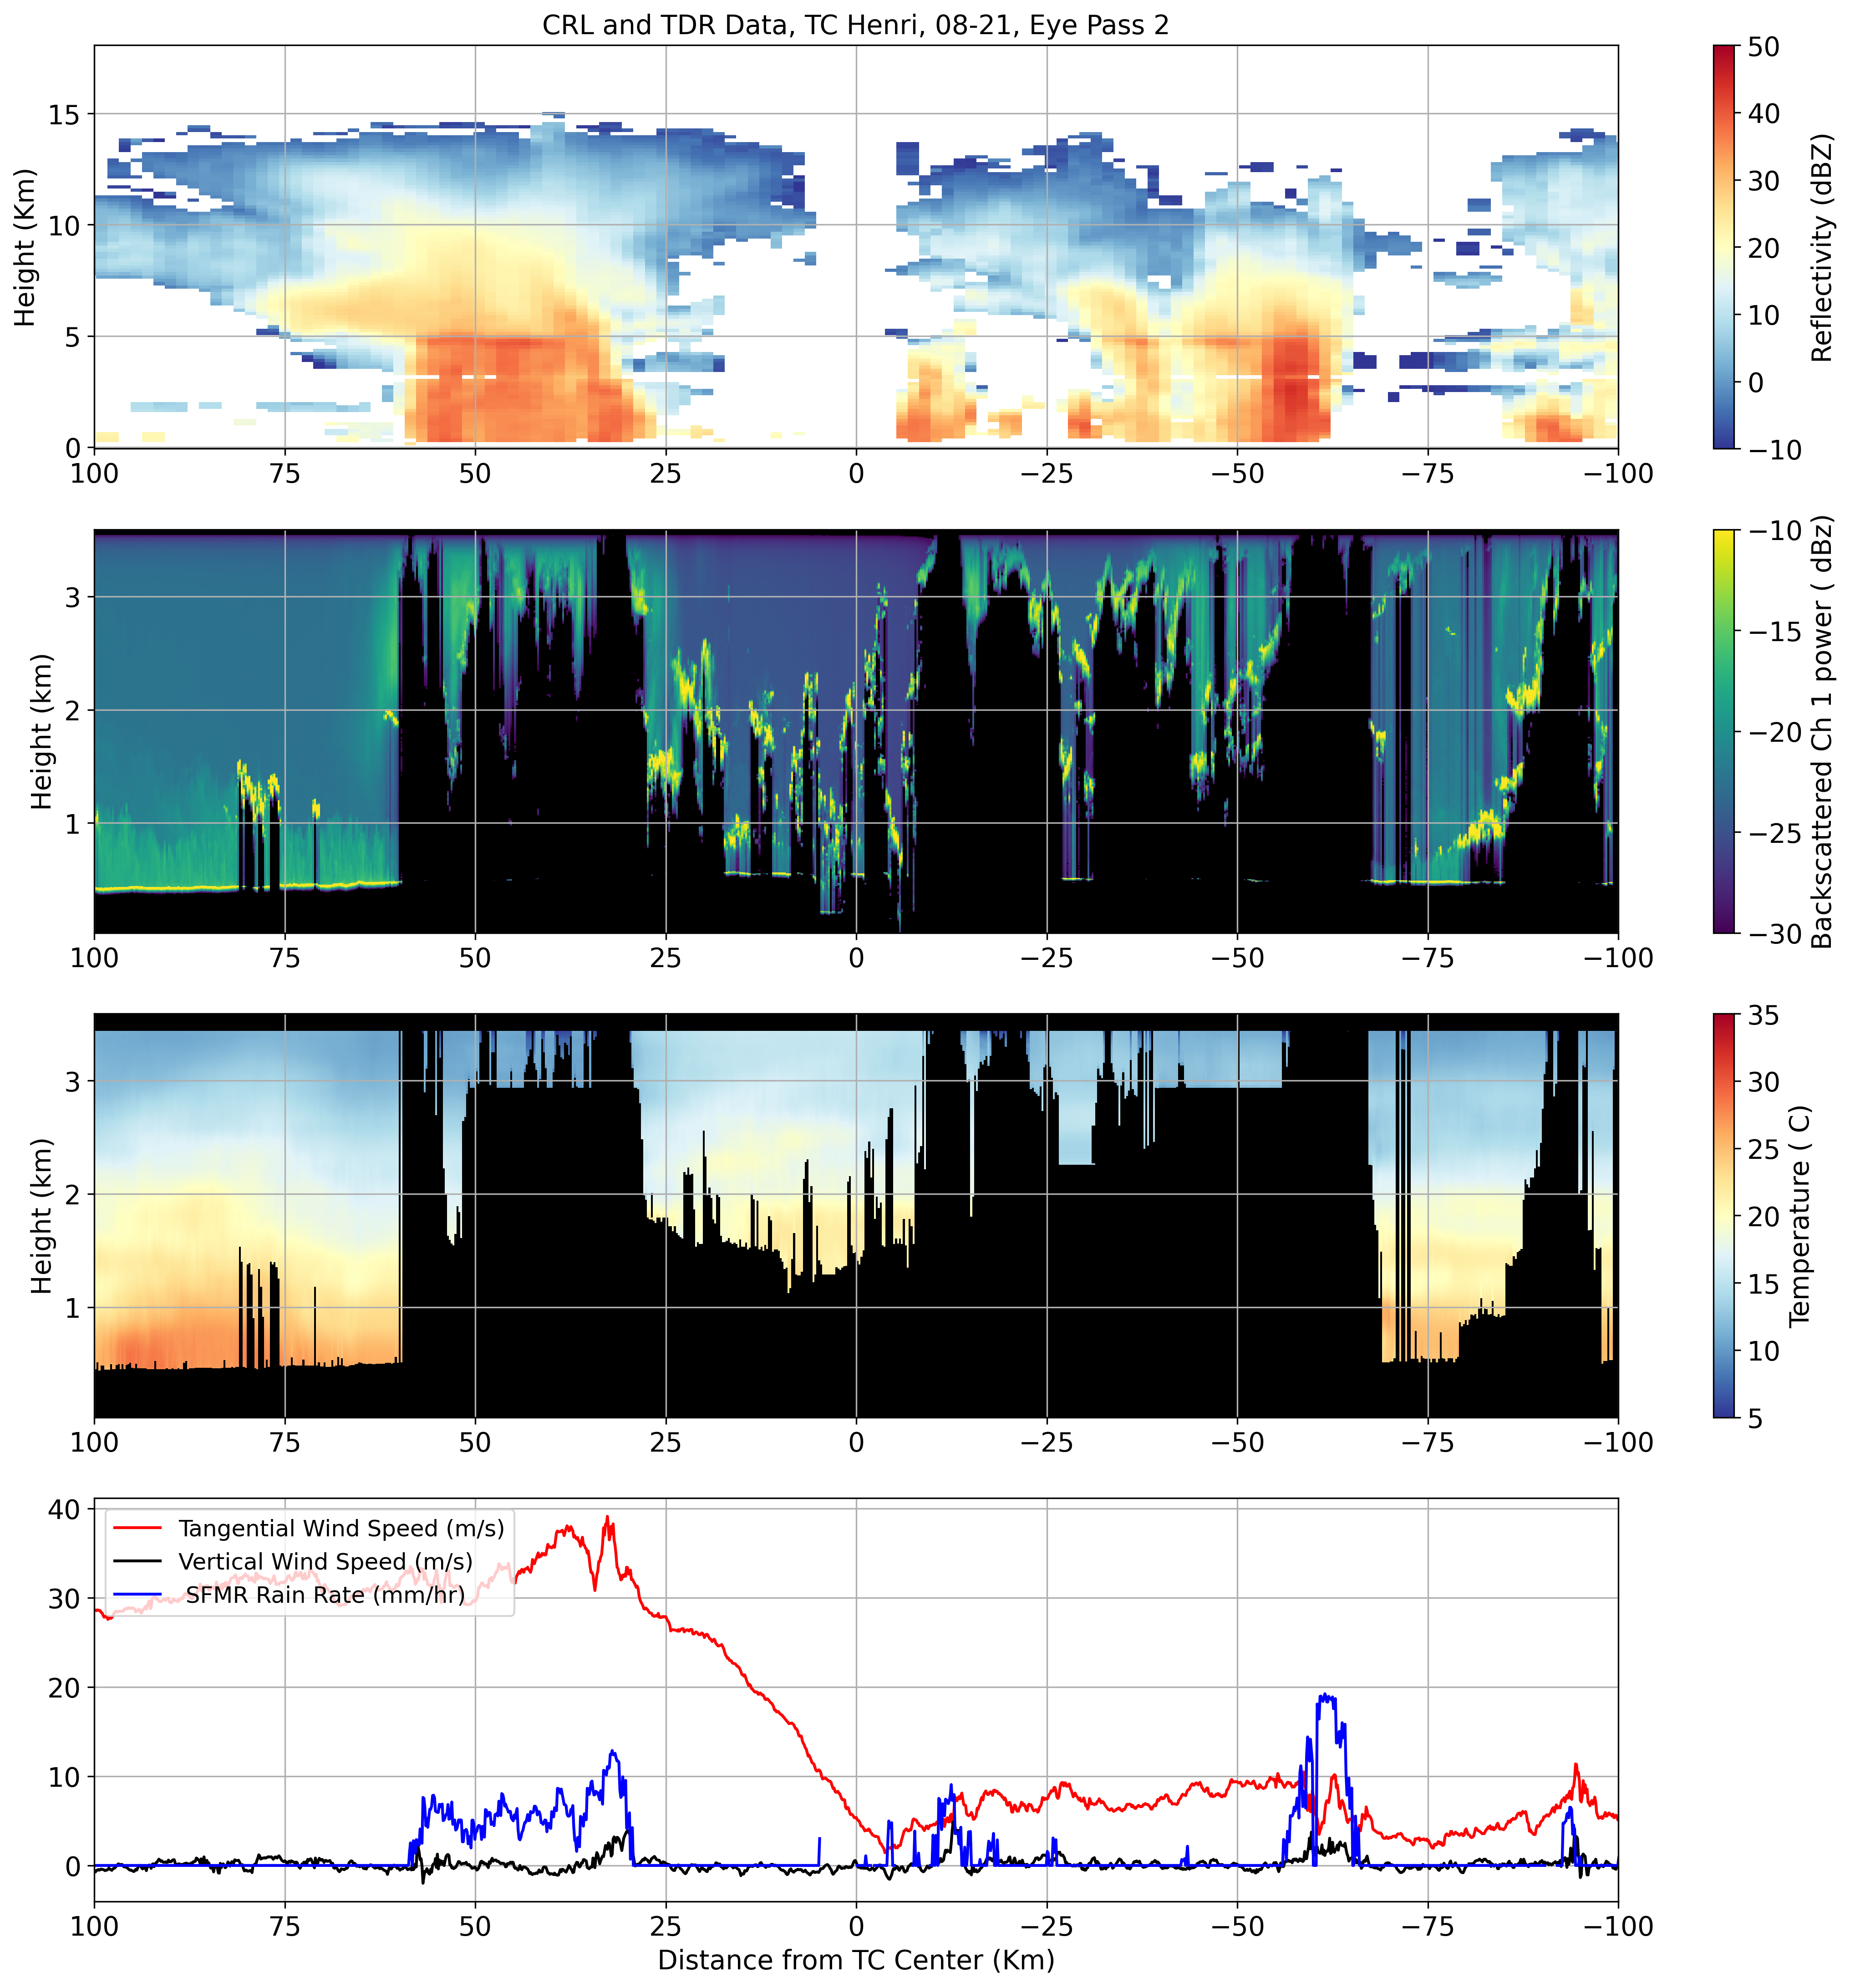 CRL and TDR Data, TC Henri, 08-21, Eye Pass 2
Height (Km)
15
10
5
0
100 75 50 25 0 −25 −50 −75 −100
50
40
30
20
10
0
−10
Reflectivity (dBZ)
Height (km)
3
2
1
100 75 50 25 0 −25 −50 −75 −100
−10
−15
−20
−25
−30
Backscattered Ch 1 power ( dBz)
Height (km)
3
2
1
100 75 50 25 0 −25 −50 −75 −100
35
30
25
20
15
10
5
Temperature ( C)
40
30
20
10
0
Tangential Wind Speed (m/s)
Vertical Wind Speed (m/s)
SFMR Rain Rate (mm/hr)
100 75 50 25 0 −25 −50 −75 −100
Distance from TC Center (Km)